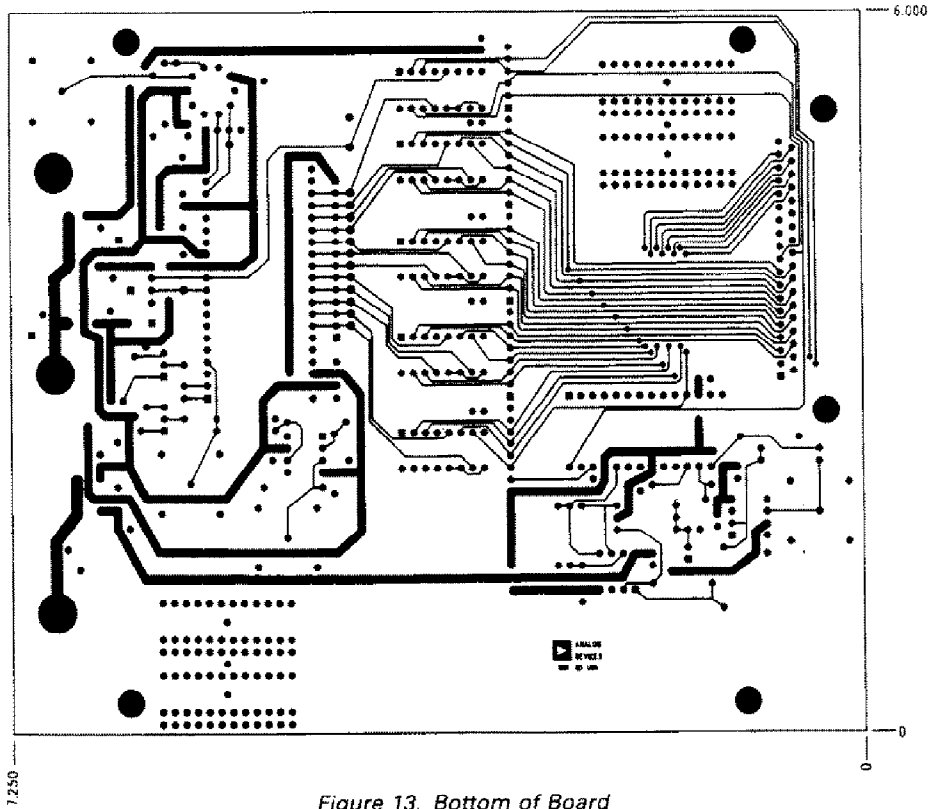 6.000
ANALOG
DEVICES
0
0
7.250
Figure 13. Bottom of Board